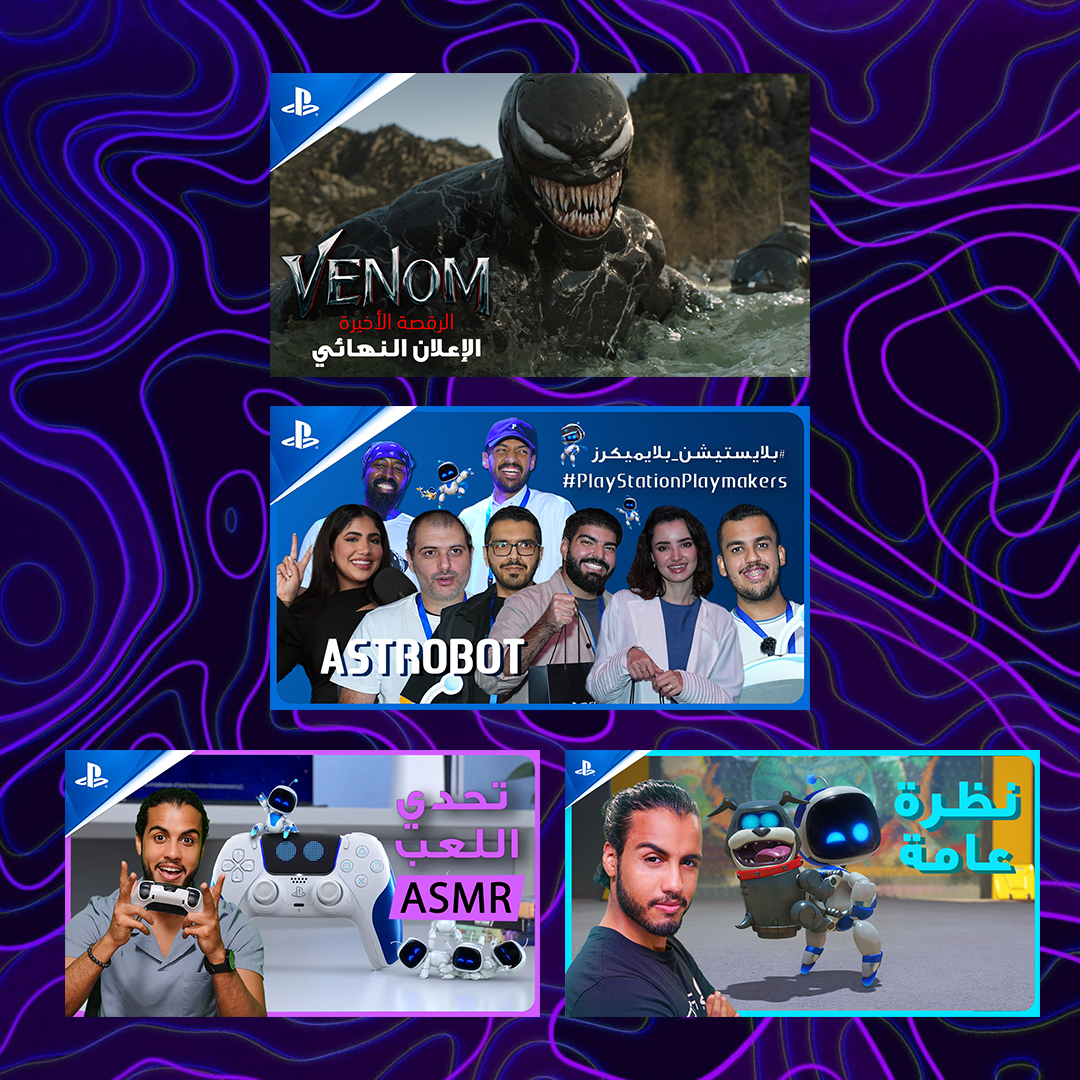 VENOM
الرقصة الأخيرة
الإعلان النهائي
#بلايستيشن_بلايميكرز
#PlayStationPlaymakers
ASTROBOT
تحدي
اللعب
ASMR
نظرة
عامة